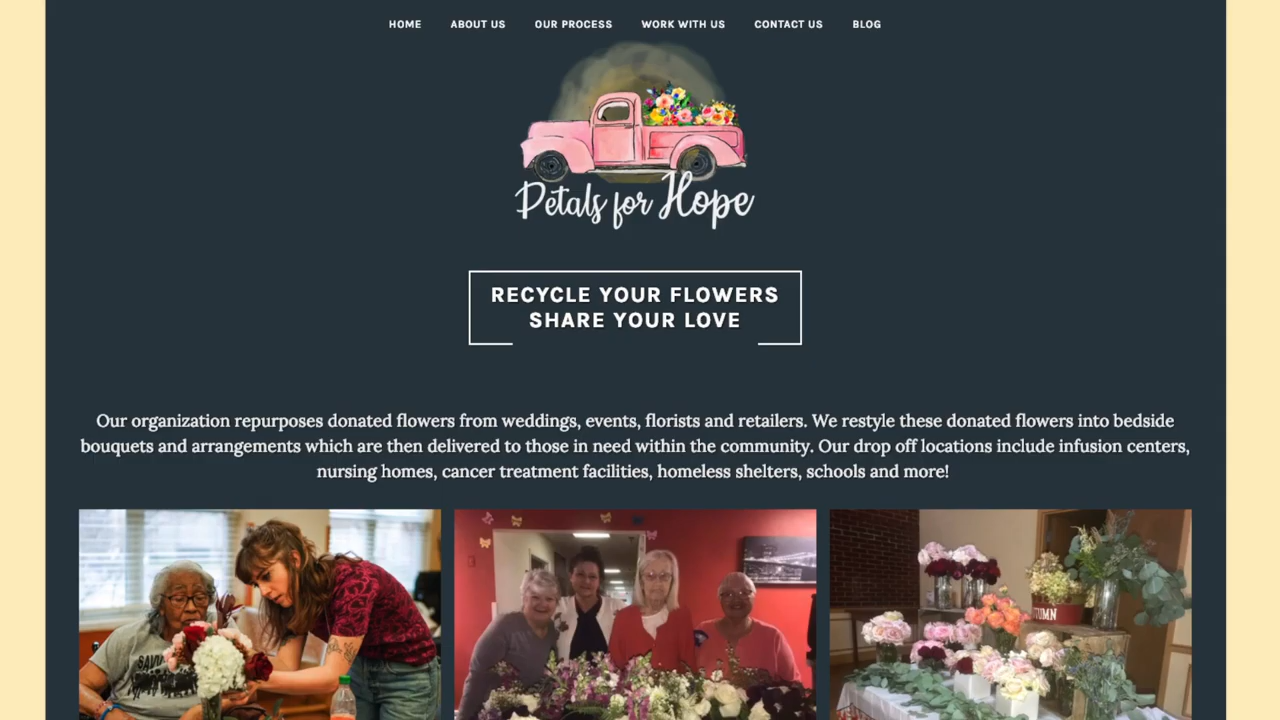 HOME ABOUT US OUR PROCESS WORK WITH US CONTACT US BLOG
Petals for Hope
RECYCLE YOUR FLOWERS
SHARE YOUR LOVE
Our organization repurposes donated flowers from weddings, events, florists and retailers. We restyle these donated flowers into bedside
bouquets and arrangements which are then delivered to those in need within the community. Our drop off locations include infusion centers,
nursing homes, cancer treatment facilities, homeless shelters, schools and more!